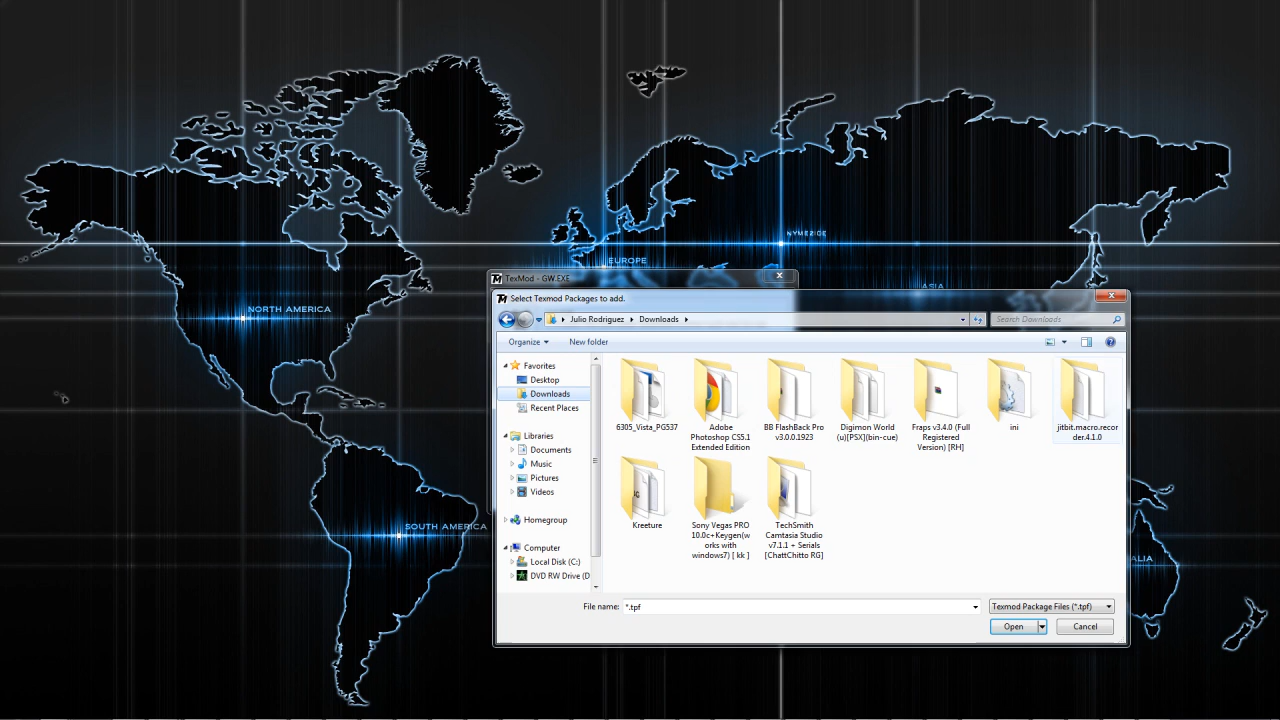 NYMERICE
EUROPE
ASIA
NORTH AMERICA
SOUTH AMERICA
ALIA
TexMod - GW.EXE
Select Texmod Packages to add.
Julio Rodriguez
Downloads
Search Downloads
Organize
New folder
Favorites
Desktop
Downloads
Recent Places
Libraries
Documents
Music
Pictures
Videos
Homegroup
Computer
Local Disk (C:)
DVD RW Drive (D
6305_Vista_PG537
Adobe
Photoshop CS5.1
Extended Edition
BB FlashBack Pro
v3.0.0.1923
Digimon World
(u)[PSX](bin-cue)
Fraps v3.4.0 (Full
Registered
Version) [RH]
ini
jitbit.macro.recor
der.4.1.0
Kreeture
Sony Vegas PRO
10.0c+Keygen(w
orks with
windows7) [ kk ]
TechSmith
Camtasia Studio
v7.1.1 + Serials
[ChattChitto RG]
File name:
*.tpf
Texmod Package Files (*.tpf)
Open
Cancel